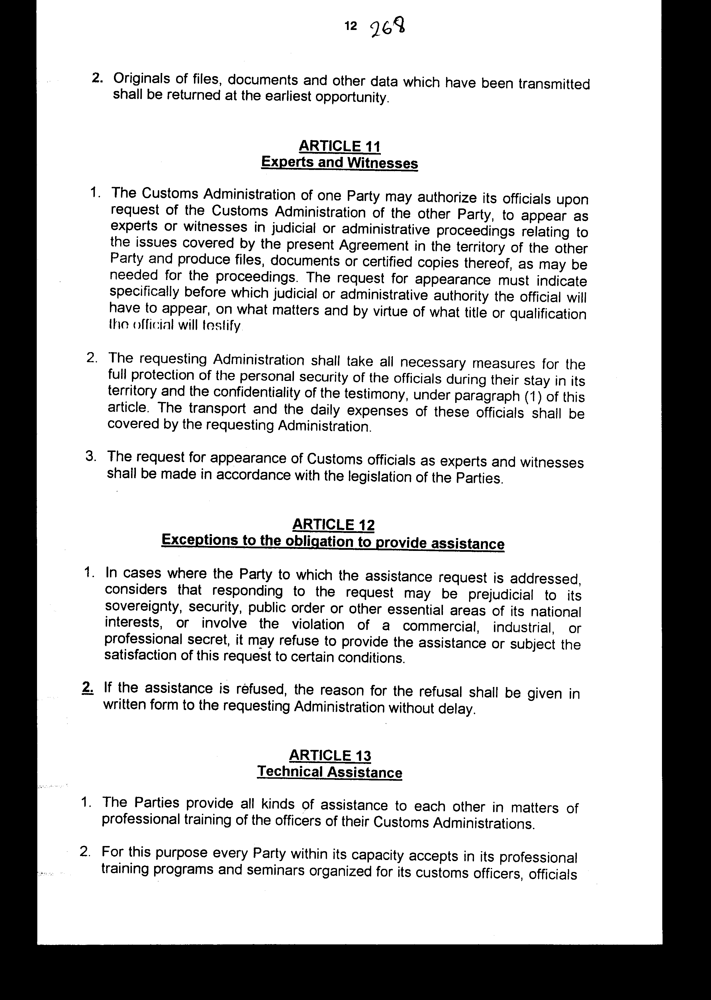 12 268
2. Originals of files, documents and other data which have been transmitted
shall be returned at the earliest opportunity.
ARTICLE 11
Experts and Witnesses
1. The Customs Administration of one Party may authorize its officials upon
request of the Customs Administration of the other Party, to appear as
experts or witnesses in judicial or administrative proceedings relating to
the issues covered by the present Agreement in the territory of the other
Party and produce files, documents or certified copies thereof, as may be
needed for the proceedings. The request for appearance must indicate
specifically before which judicial or administrative authority the official will
have to appear, on what matters and by virtue of what title or qualification
the official will testify.
2. The requesting Administration shall take all necessary measures for the
full protection of the personal security of the officials during their stay in its
territory and the confidentiality of the testimony, under paragraph (1) of this
article. The transport and the daily expenses of these officials shall be
covered by the requesting Administration.
3. The request for appearance of Customs officials as experts and witnesses
shall be made in accordance with the legislation of the Parties.
ARTICLE 12
Exceptions to the obligation to provide assistance
1. In cases where the Party to which the assistance request is addressed,
considers that responding to the request may be prejudicial to its
sovereignty, security, public order or other essential areas of its national
interests, or involve the violation of a commercial, industrial, or
professional secret, it may refuse to provide the assistance or subject the
satisfaction of this request to certain conditions.
2. If the assistance is refused, the reason for the refusal shall be given in
written form to the requesting Administration without delay.
ARTICLE 13
Technical Assistance
1. The Parties provide all kinds of assistance to each other in matters of
professional training of the officers of their Customs Administrations.
2. For this purpose every Party within its capacity accepts in its professional
training programs and seminars organized for its customs officers, officials